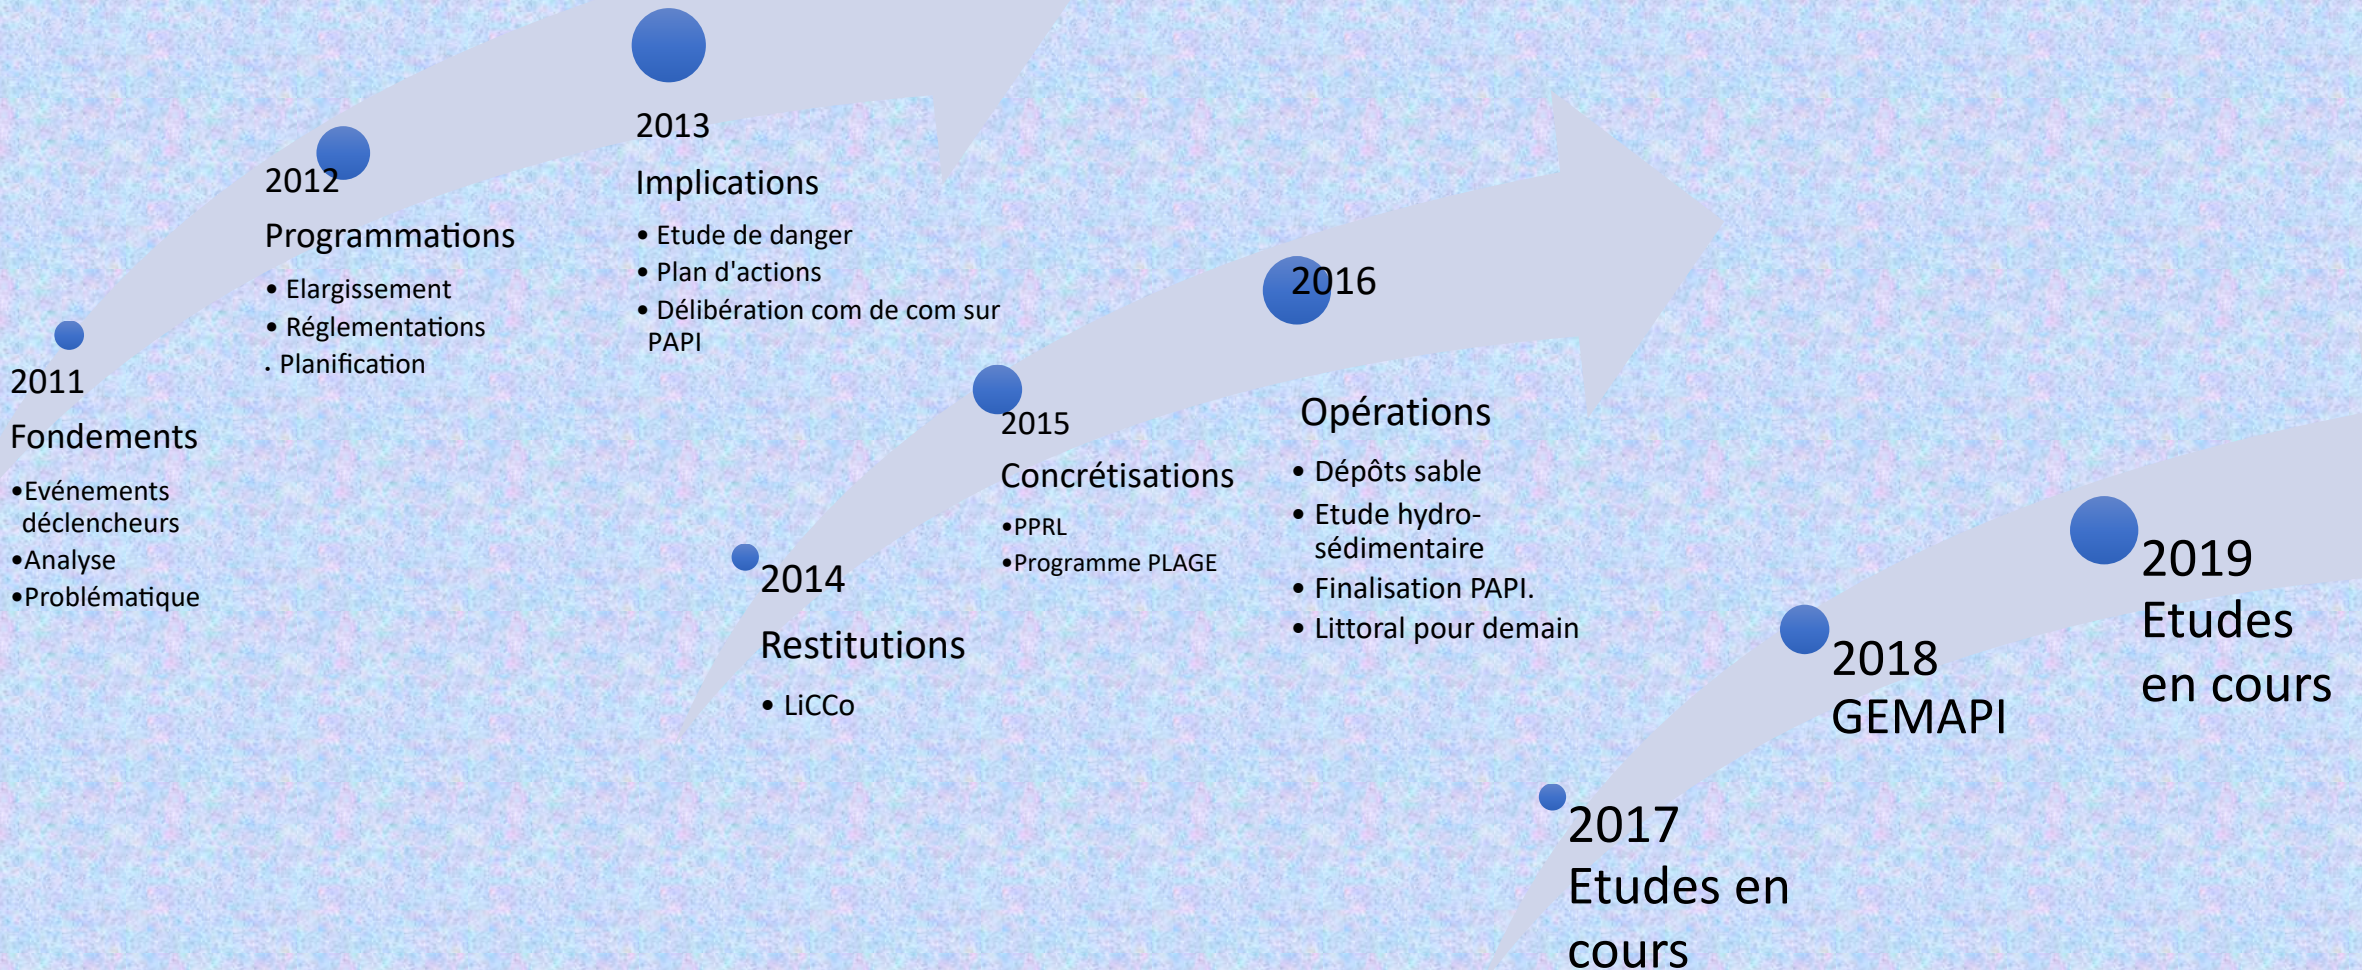 2011
Fondements
•Evénements
déclencheurs
•Analyse
•Problématique
2012
Programmations
• Elargissement
• Réglementations
. Planification
2013
Implications
• Etude de danger
• Plan d'actions
• Délibération com de com sur
PAPI
2014
Restitutions
• LiCCo
2015
Concrétisations
•PPRL
•Programme PLAGE
2016
Opérations
• Dépôts sable
• Etude hydro-
sédimentaire
• Finalisation PAPI.
• Littoral pour demain
2017
Etudes en
cours
2018
GEMAPI
2019
Etudes
en cours